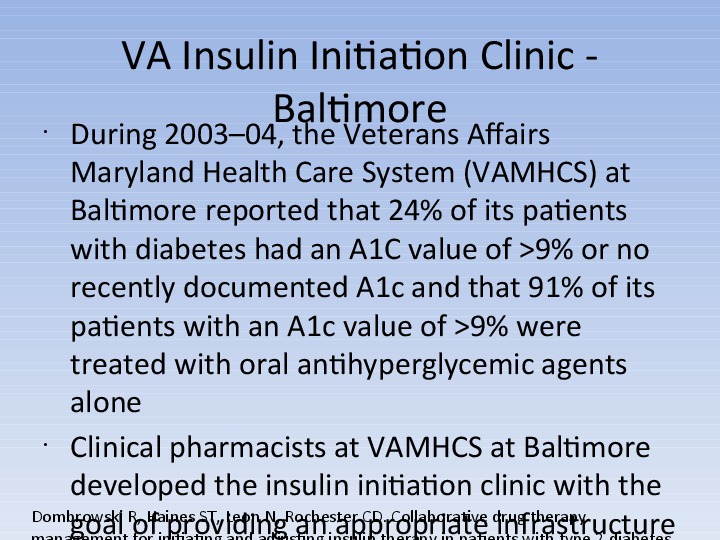 VA Insulin Initiation Clinic -
Baltimore
· During 2003–04, the Veterans Affairs
Maryland Health Care System (VAMHCS) at
Baltimore reported that 24% of its patients
with diabetes had an A1C value of >9% or no
recently documented A1c and that 91% of its
patients with an A1c value of >9% were
treated with oral antihyperglycemic agents
alone
· Clinical pharmacists at VAMHCS at Baltimore
developed the insulin initiation clinic with the
goal of providing an appropriate infrastructure
Dombrowski R, Haines ST, Leon N, Rochester CD. Collaborative drug therapy
management for initiating and adjusting insulin therapy in patients with type 2 diabetes